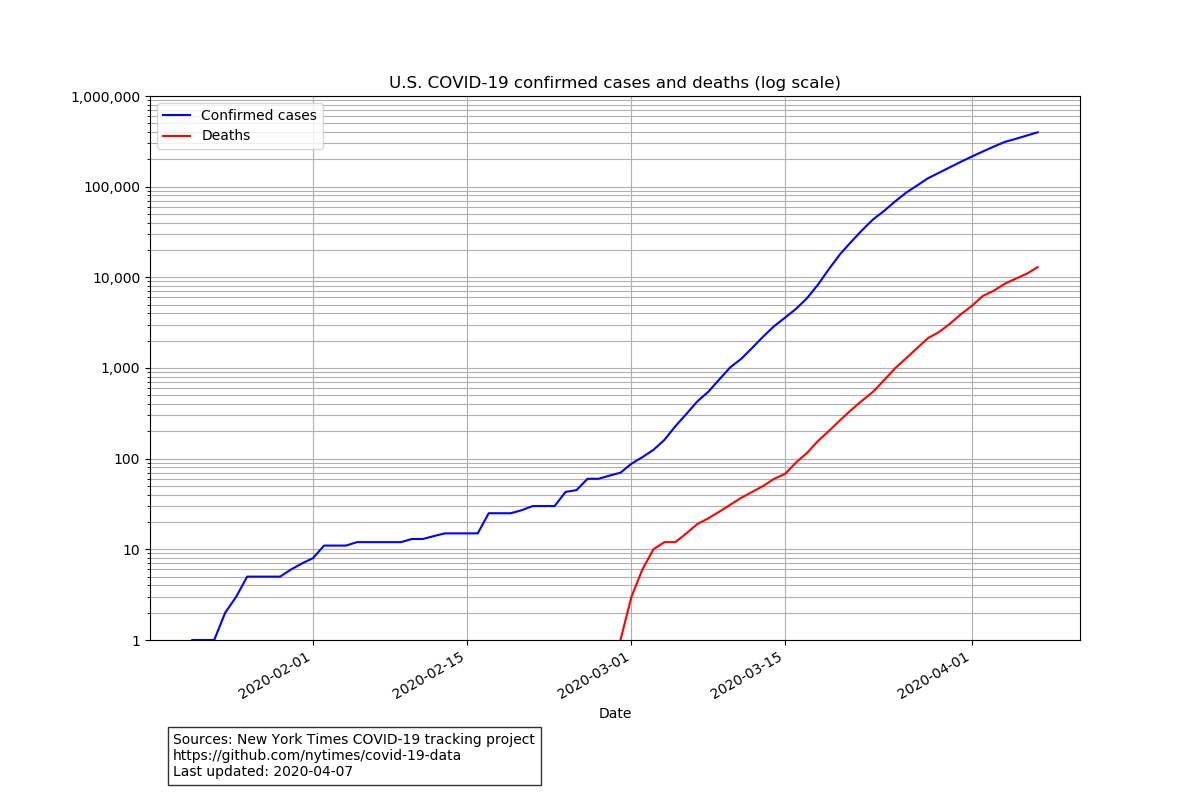 U.S. COVID-19 confirmed cases and deaths (log scale)
1,000,000
100,000
10,000
1,000
100
10
1
Confirmed cases
Deaths
2020-02-01
2020-02-15
2020-03-01
2020-03-15
2020-04-01
Date
Sources: New York Times COVID-19 tracking project
https://github.com/nytimes/covid-19-data
Last updated: 2020-04-07